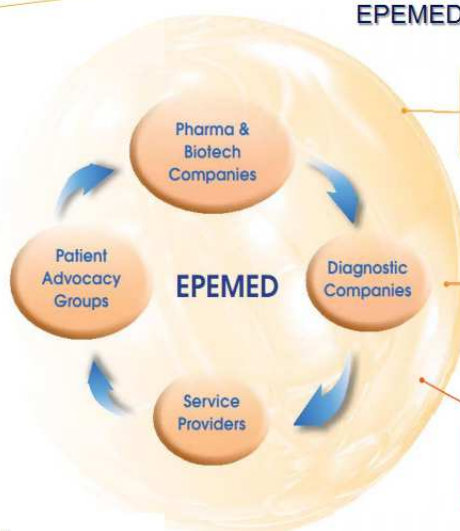 EPEMED
Pharma &
Biotech
Companies
Patient
Advocacy
Groups
EPEMED
Diagnostic
Companies
Service
Providers